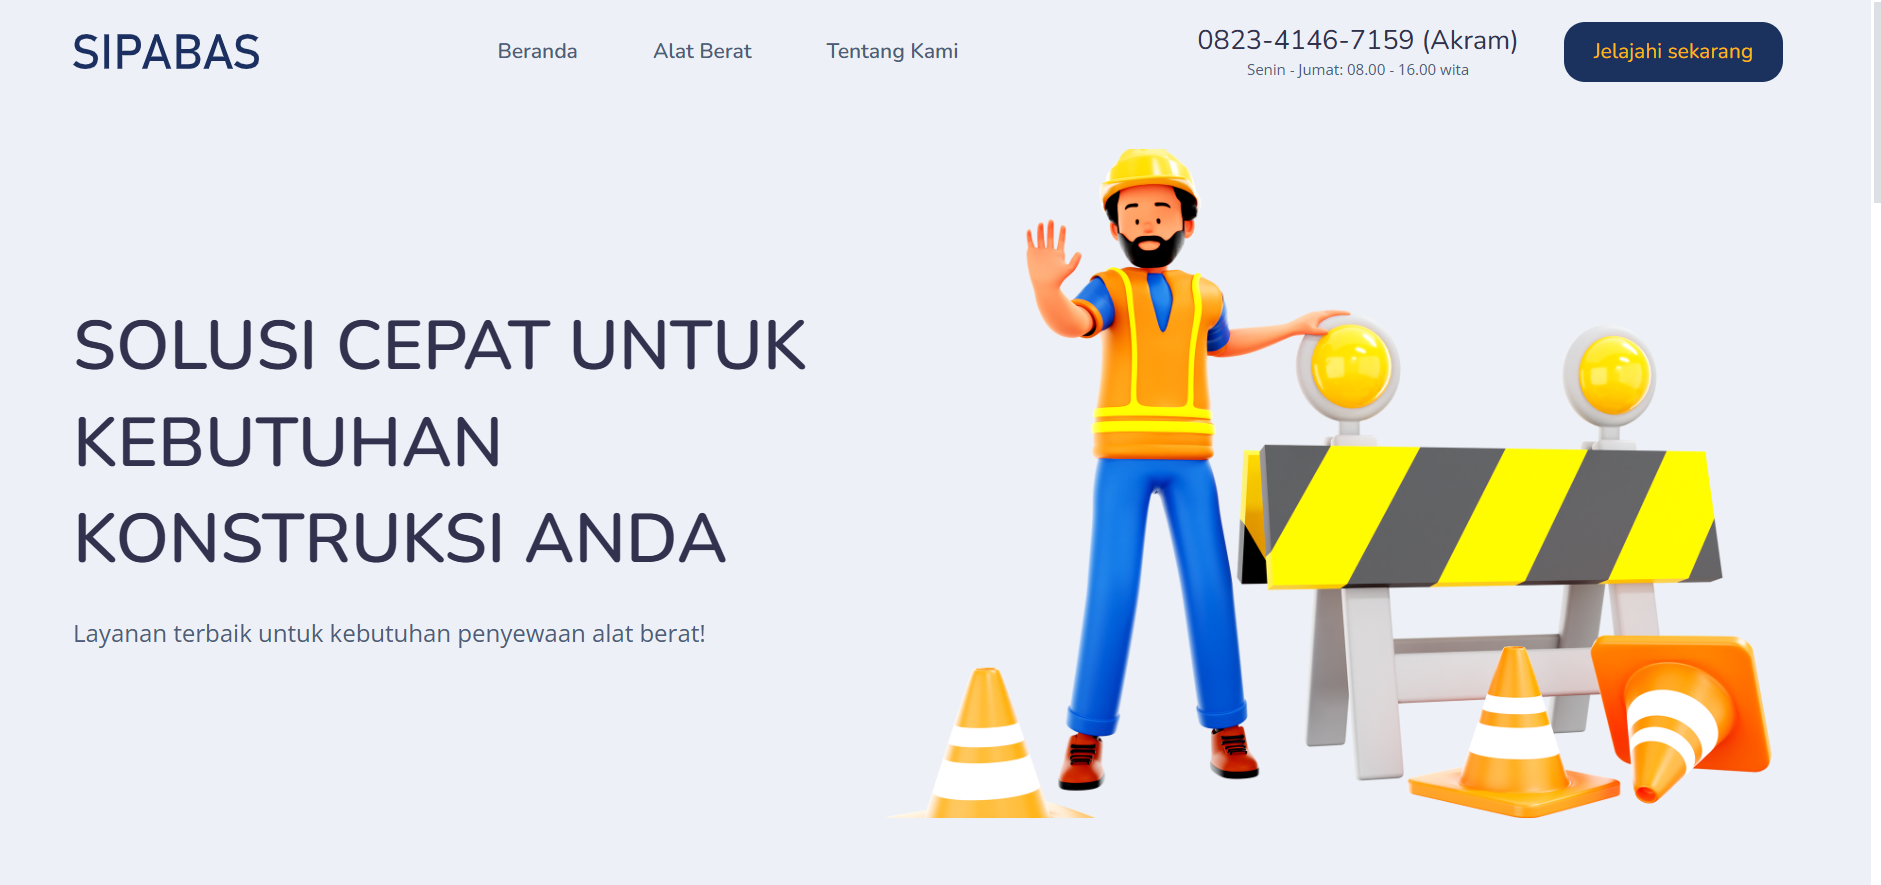 SIPABAS
Beranda
Alat Berat
Tentang Kami
0823-4146-7159 (Akram)
Senin - Jumat: 08.00 - 16.00 wita
Jelajahi sekarang
SOLUSI CEPAT UNTUK
KEBUTUHAN
KONSTRUKSI ANDA
Layanan terbaik untuk kebutuhan penyewaan alat berat!